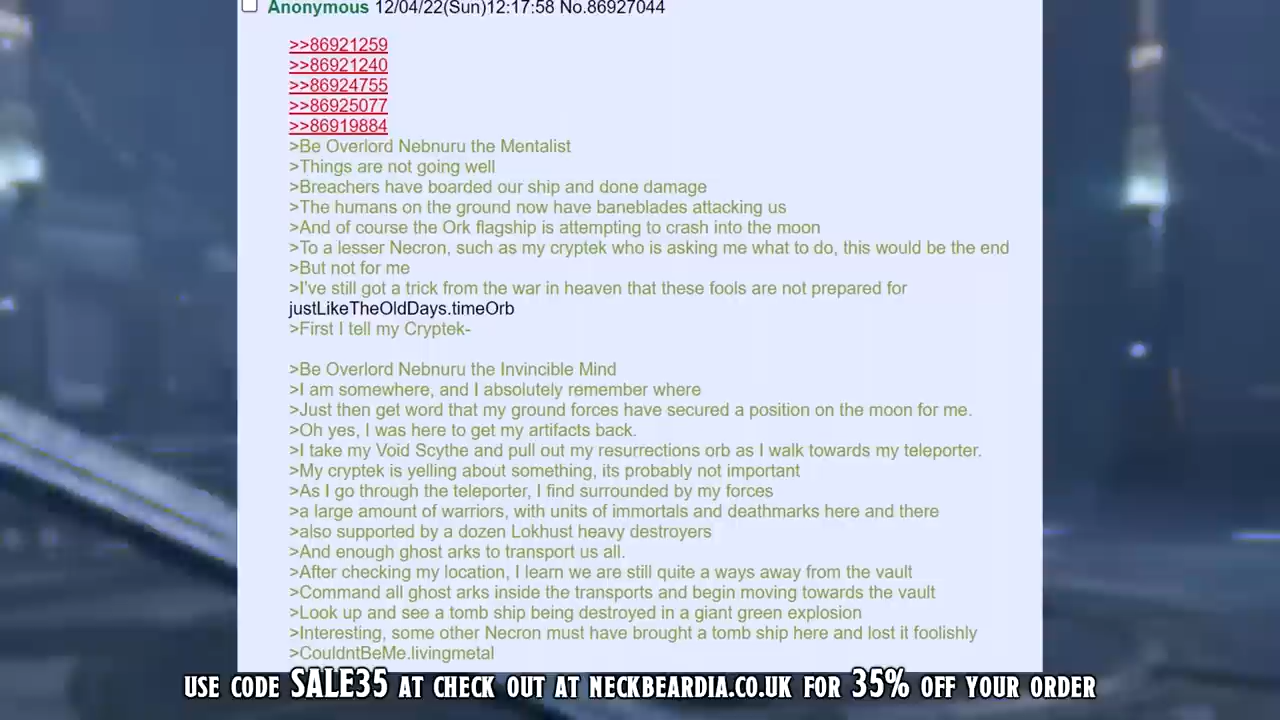 Anonymous 12/04/22(Sun)12:17:58 No.86927044
>>86921259
>>86921240
>>86924755
>>86925077
>>86919884
>Be Overlord Nebnuru the Mentalist
>Things are not going well
>Breachers have boarded our ship and done damage
>The humans on the ground now have baneblades attacking us
>And of course the Ork flagship is attempting to crash into the moon
>To a lesser Necron, such as my cryptek who is asking me what to do, this would be the end
>But not for me
>I've still got a trick from the war in heaven that these fools are not prepared for
justLikeTheOldDays.timeOrb
>First I tell my Cryptek-
>Be Overlord Nebnuru the Invincible Mind
>I am somewhere, and I absolutely remember where
>Just then get word that my ground forces have secured a position on the moon for me.
>Oh yes, I was here to get my artifacts back.
>I take my Void Scythe and pull out my resurrections orb as I walk towards my teleporter.
>My cryptek is yelling about something, its probably not important
>As I go through the teleporter, I find surrounded by my forces
>a large amount of warriors, with units of immortals and deathmarks here and there
>also supported by a dozen Lokhust heavy destroyers
>And enough ghost arks to transport us all.
>After checking my location, I learn we are still quite a ways away from the vault
>Command all ghost arks inside the transports and begin moving towards the vault
>Look up and see a tomb ship being destroyed in a giant green explosion
>Interesting, some other Necron must have brought a tomb ship here and lost it foolishly
>CouldntBeMe.livingmetal
USE CODE SALE35 AT CHECK OUT AT NECKBEARDIA.CO.UK FOR 35% OFF YOUR ORDER